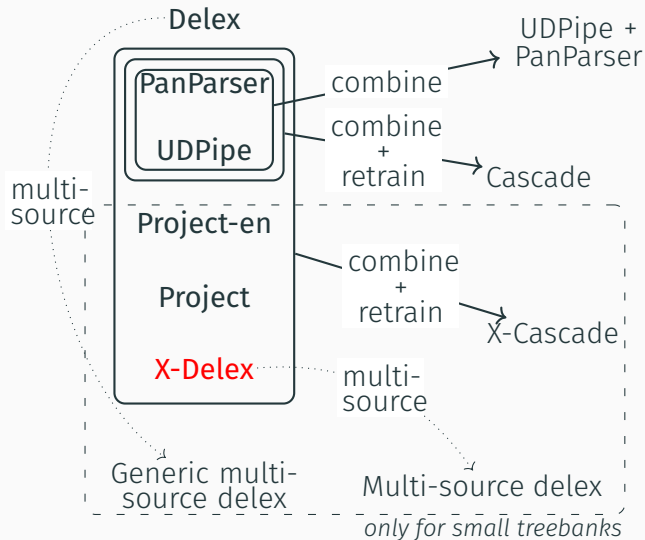 Delex
UDPipe +
PanParser
PanParser
combine
UDPipe
combine
+
retrain
Cascade
multi-
source
Project-en
combine
+
retrain
Project
X-Cascade
X-Delex
multi-
source
Generic multi-
source delex
Multi-source delex
only for small treebanks